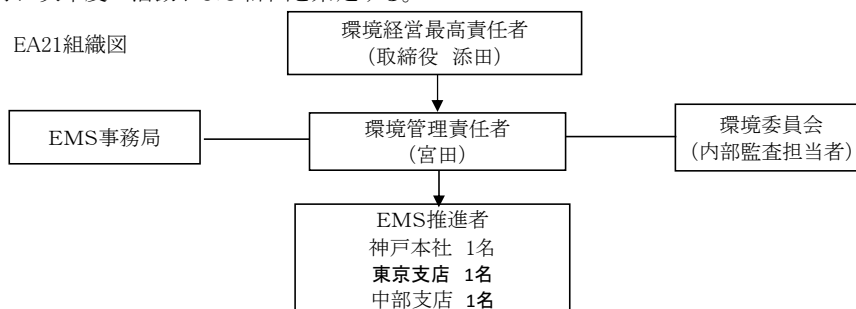 EA21組織図
環境経営最高責任者
(取締役 添田)
EMS事務局
環境管理責任者
(宮田)
環境委員会
(内部監査担当者)
EMS推進者
神戸本社 1名
東京支店 1名
中部支店 1名